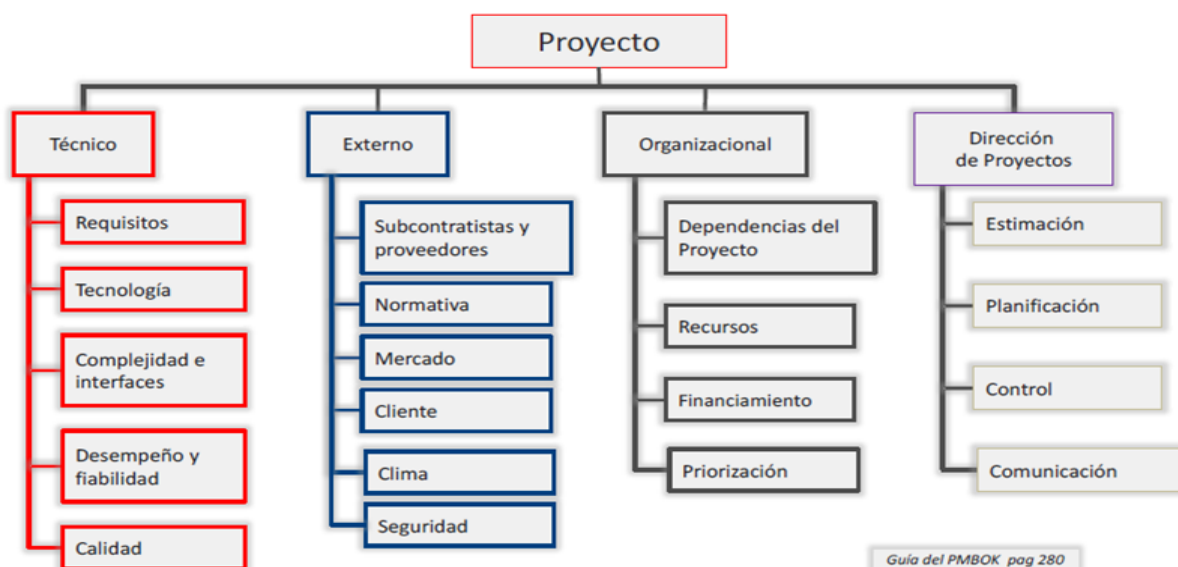 Proyecto
Técnico
Requisitos
Tecnología
Complejidad e
interfaces
Desempeño y
fiabilidad
Calidad
Externo
Subcontratistas y
proveedores
Normativa
Mercado
Cliente
Clima
Seguridad
Organizacional
Dependencias del
Proyecto
Recursos
Financiamiento
Priorización
Dirección
de Proyectos
Estimación
Planificación
Control
Comunicación
Guía del PMBOK pag 280